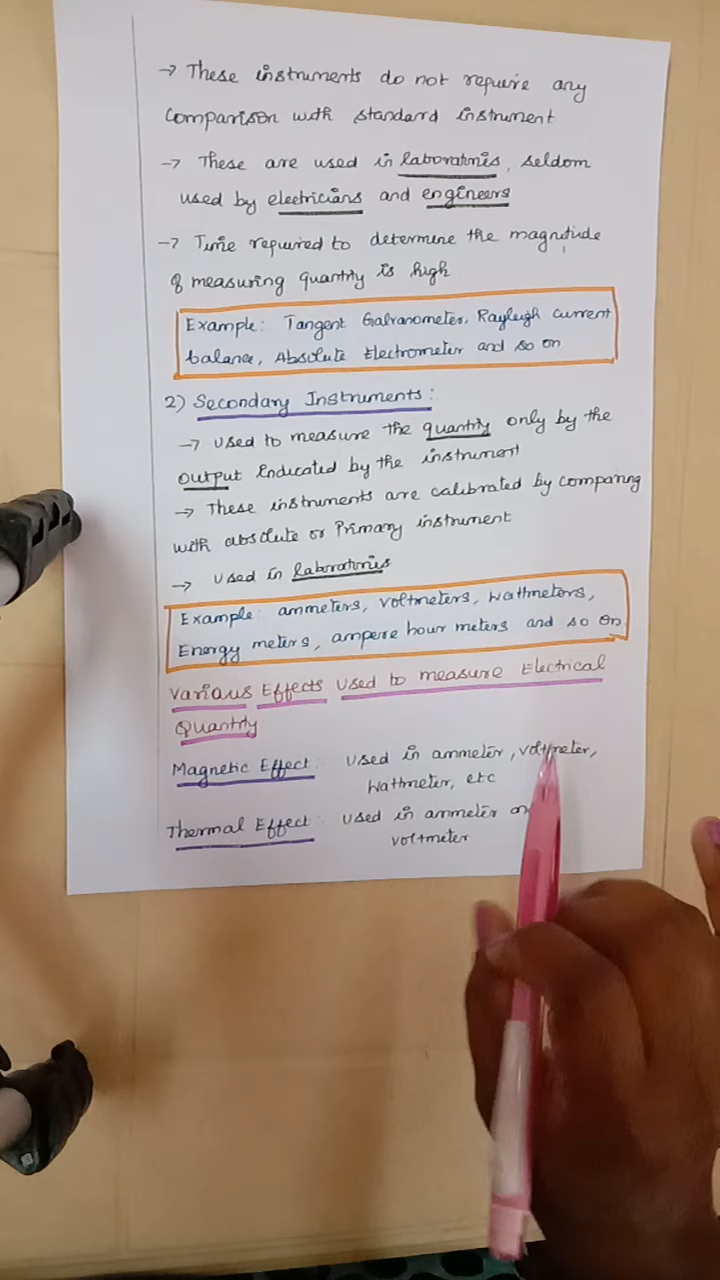 → These instruments do not require any
comparison with standard instrument
→ These are used in laboratories, seldom
used by electricians and engineers
→ Time required to determine the magnitude
of measuring quantity is high
Example: Tangent Galvanometer, Rayleigh current
balance, Absolute Electrometer and so on
2) Secondary Instruments:
→ Used to measure the quantity only by the
output indicated by the instrument
→ These instruments are calibrated by comparing
with absolute or Primary instrument
→ Used in laboratories
Example: ammeters, voltmeters, wattmeters,
Energy meters, ampere hour meters and so on
Various Effects Used to measure Electrical
Quantity
Magnetic Effect: Used in ammeter, voltmeter,
Wattmeter, etc
Thermal Effect: Used in ammeter
voltmeter